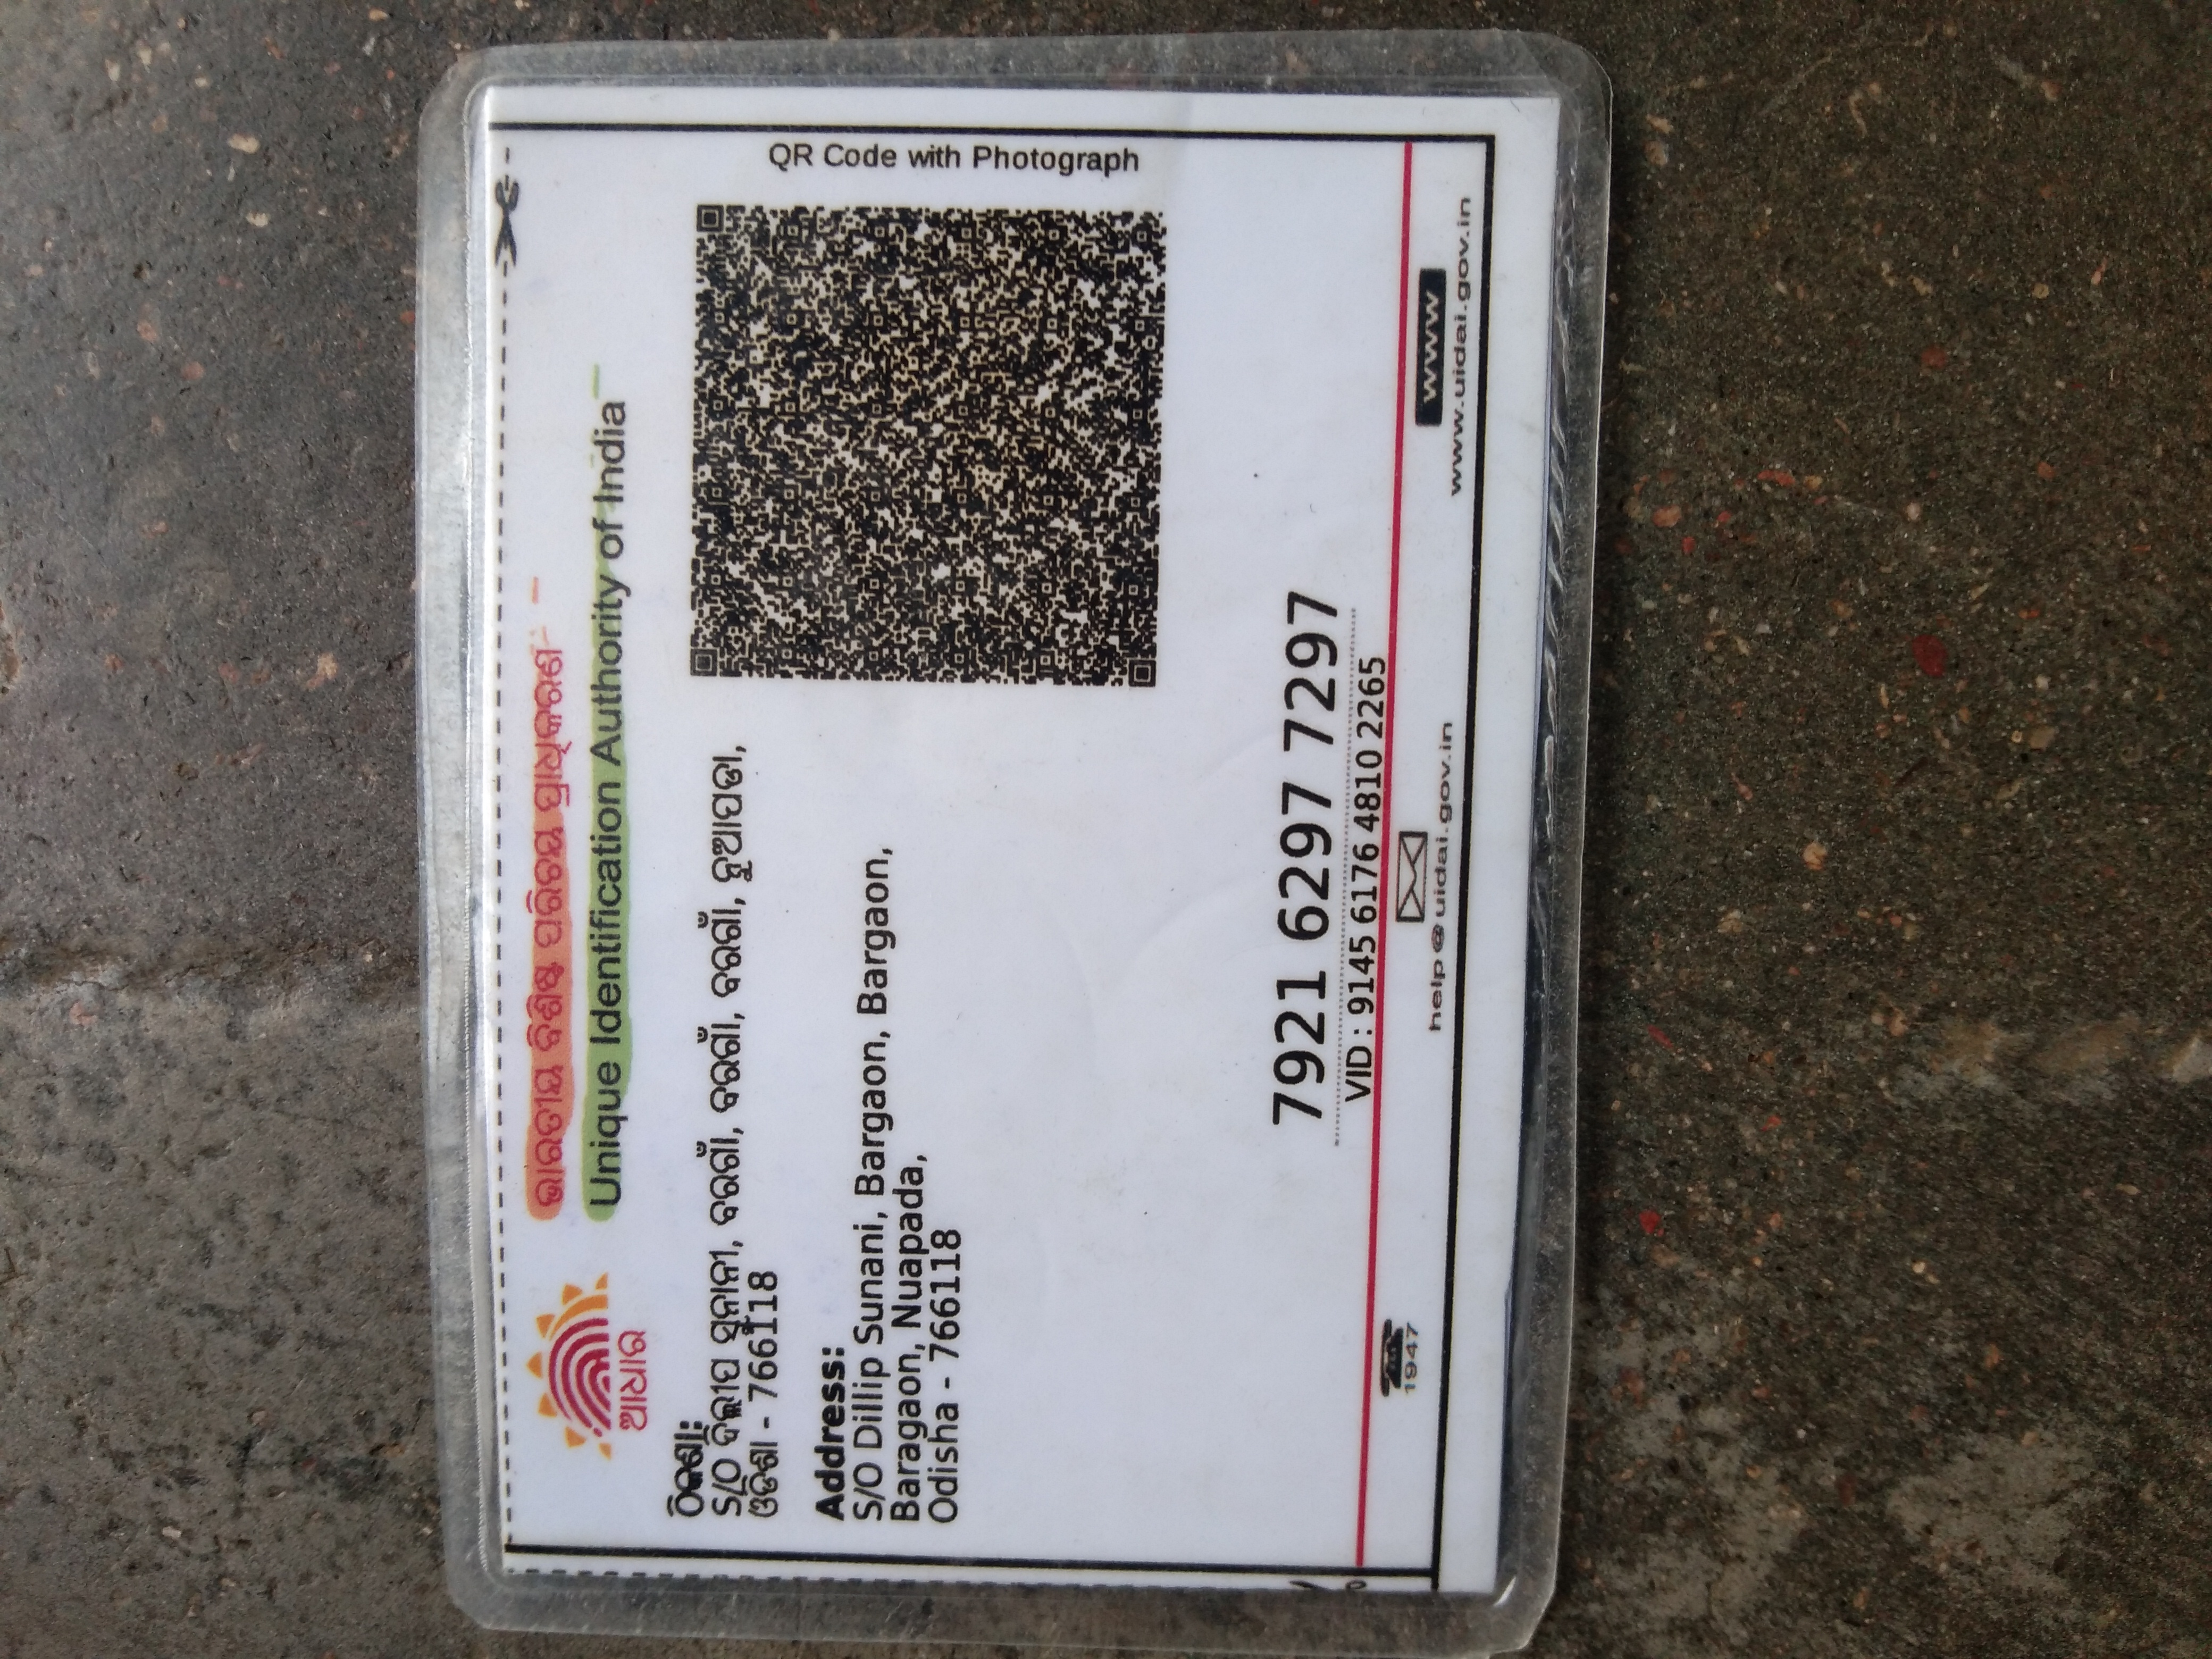 ଭାରତୀୟ ବିଶିଷ୍ଟ ପରିଚୟ ପ୍ରାଧିକରଣ
Unique Identification Authority of India
ଆଧାର
ଠିକଣା:
S/O ଦିଲ୍ଲୀପ ସୁନାନୀ, ବରଗାଁ, ବରଗାଁ, ବରଗାଁ, ନୁଆପଡା,
ଓଡିଶା - 766118
Address:
S/O Dillip Sunani, Bargaon, Bargaon,
Baragaon, Nuapada,
Odisha - 766118
QR Code with Photograph
7921 6297 7297
VID : 9145 6176 4810 2265
1947
help@uidai.gov.in
www
www.uidai.gov.in